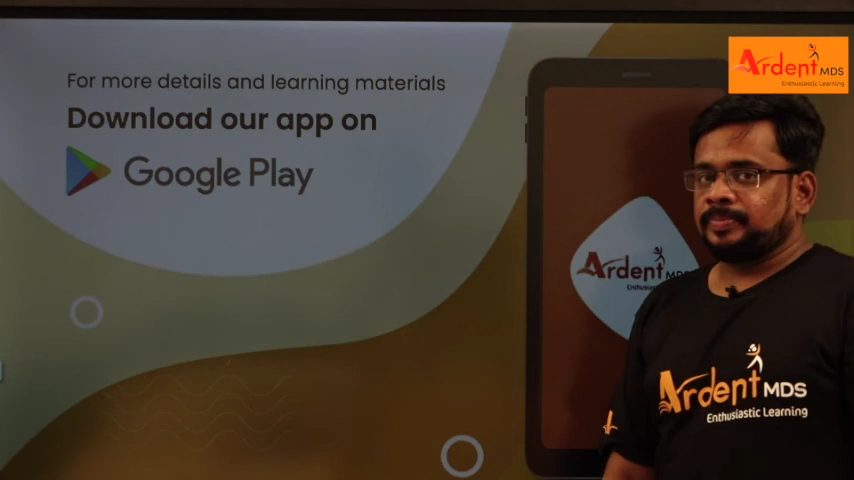 For more details and learning materials
Download our app on
Google Play
Ardent MDS
Enthusiastic Learning
Ardent MDS
Ardent MDS
Enthusiastic Learning